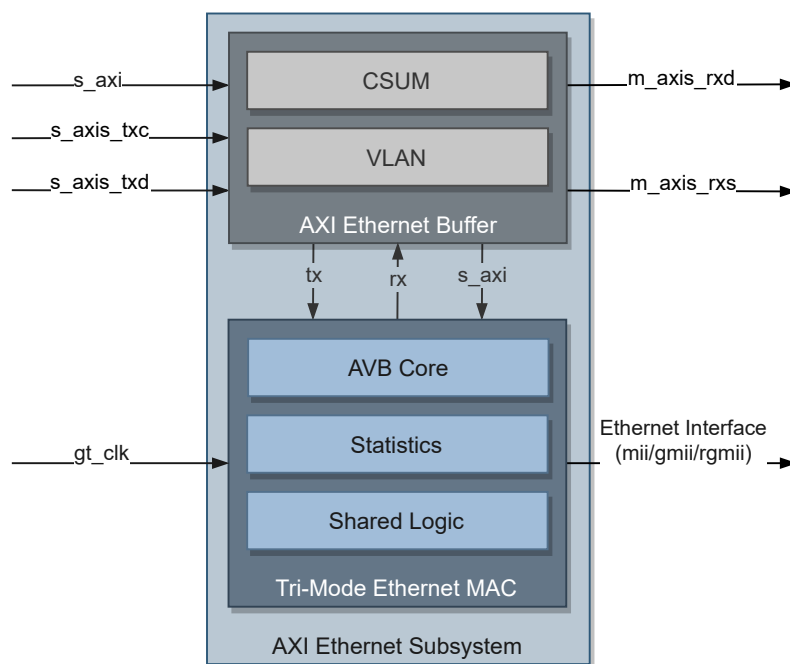 s_axi
CSUM
m_axis_rxd
s_axis_txc
VLAN
s_axis_txd
m_axis_rxs
AXI Ethernet Buffer
tx
rx
s_axi
AVB Core
Statistics
Ethernet Interface
(mii/gmii/rgmii)
gt_clk
Shared Logic
Tri-Mode Ethernet MAC
AXI Ethernet Subsystem